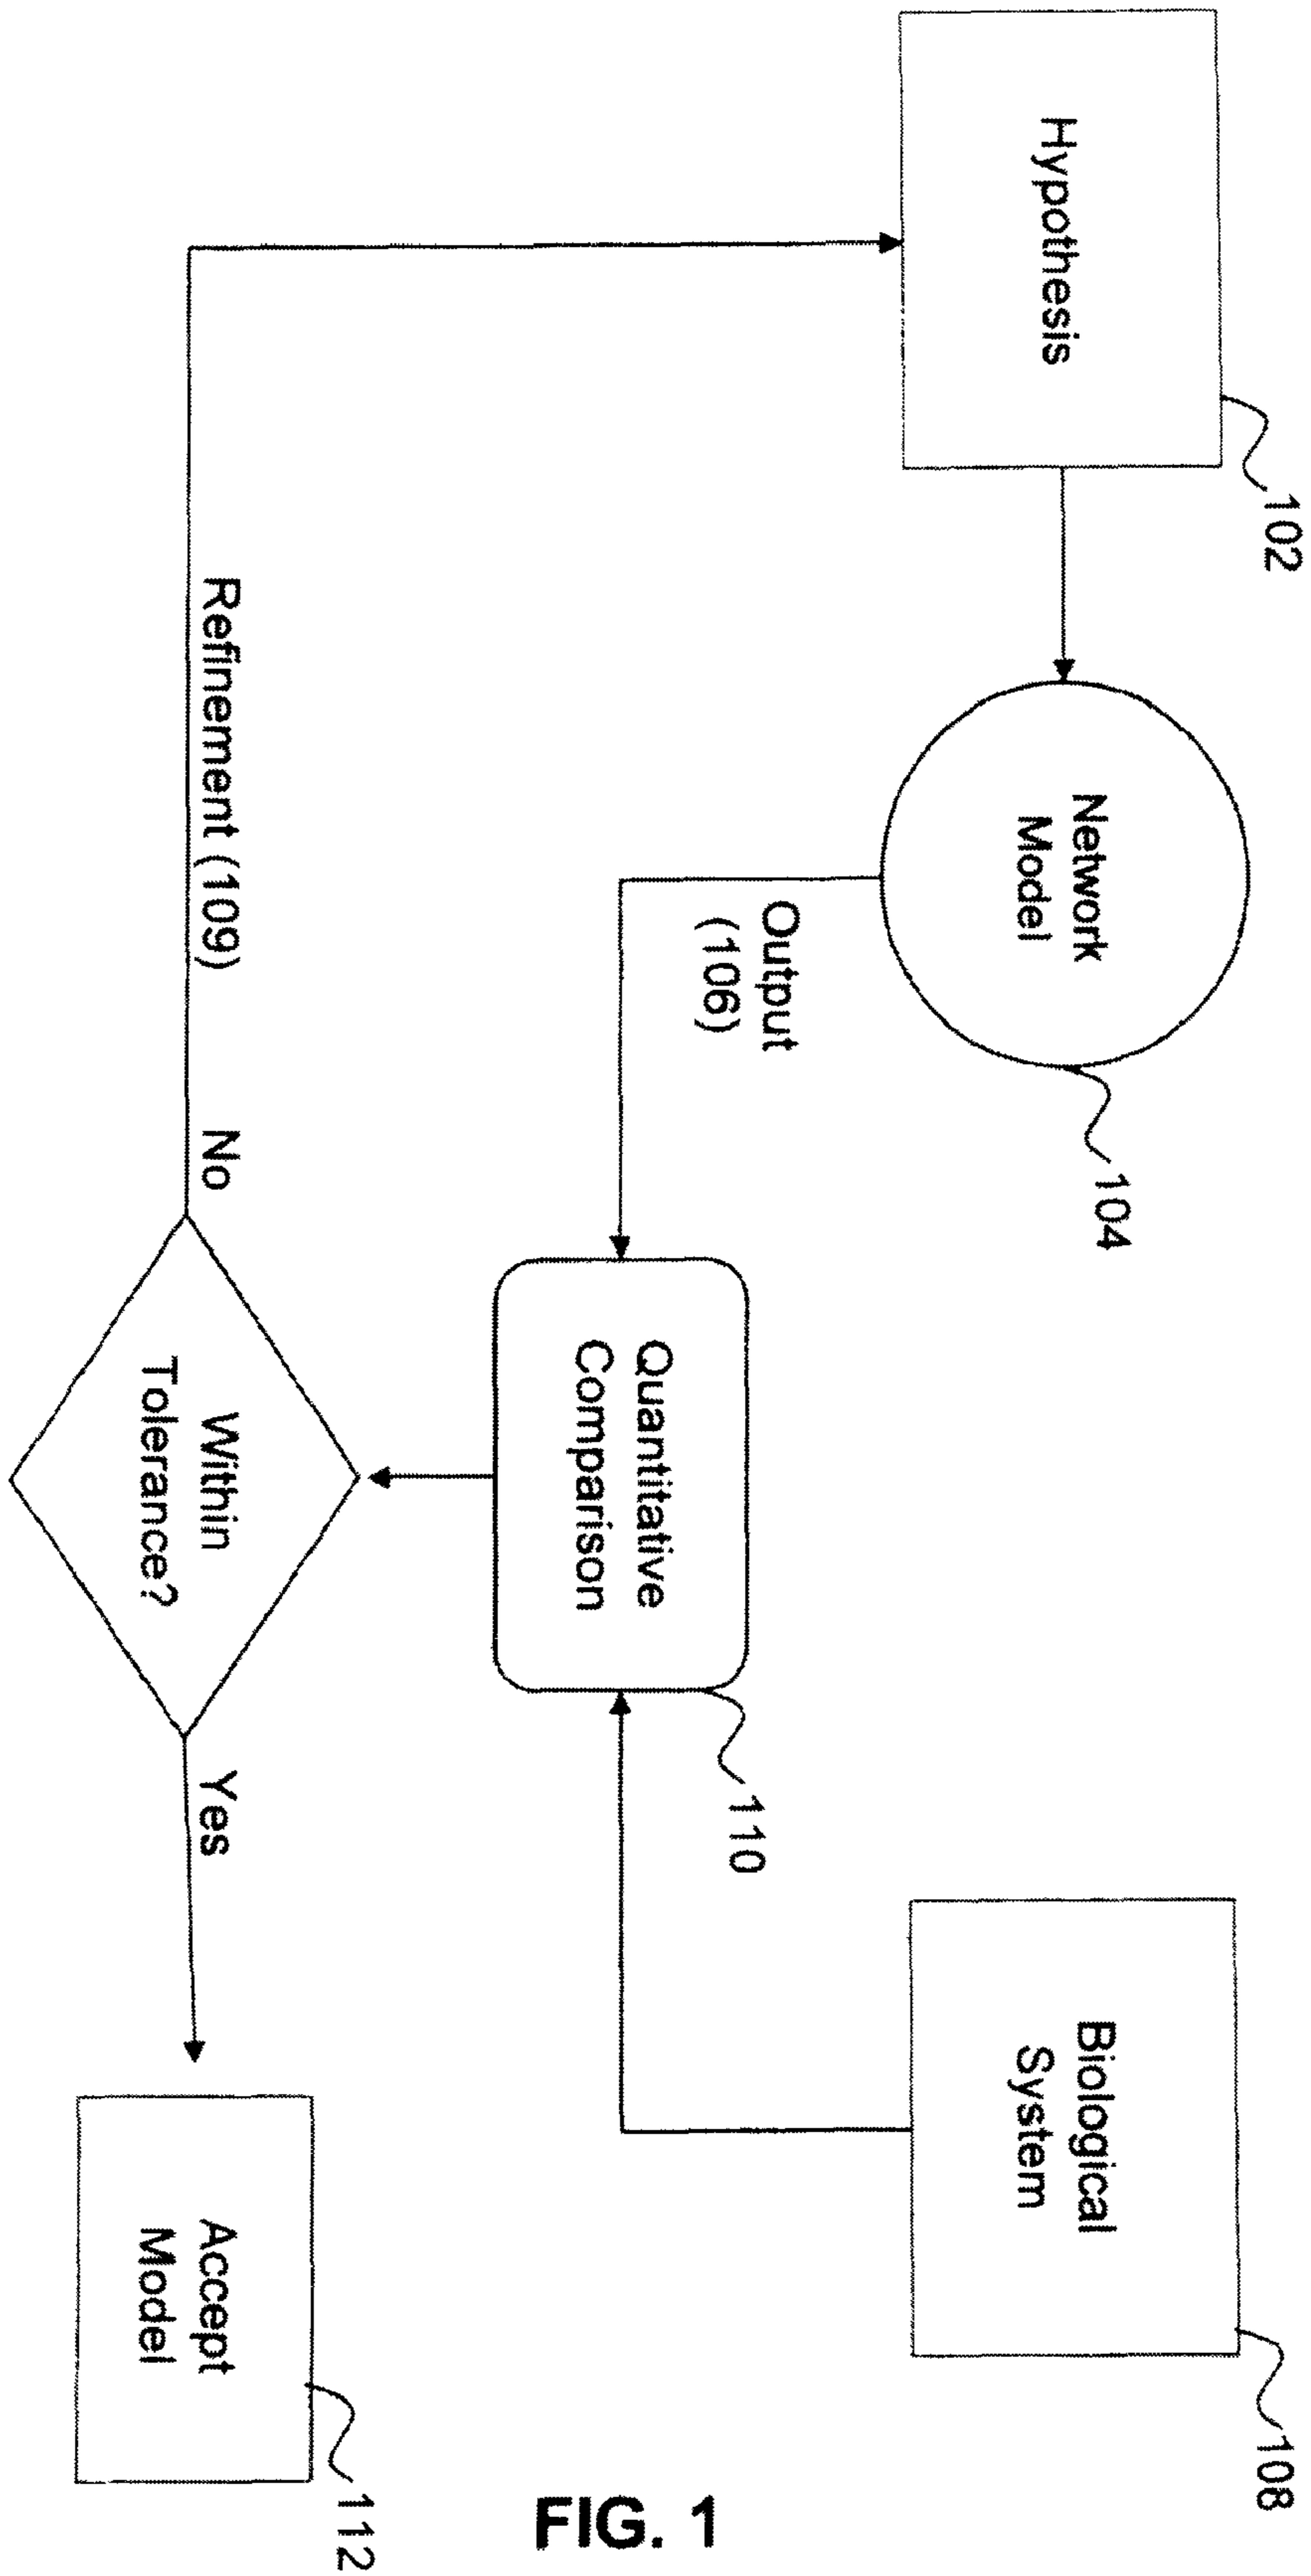 Hypothesis
102
Network
Model
104
Output
(106)
Biological
System
108
Quantitative
Comparison
110
Refinement (109)
No
Within
Tolerance?
Yes
Accept
Model
112
FIG. 1